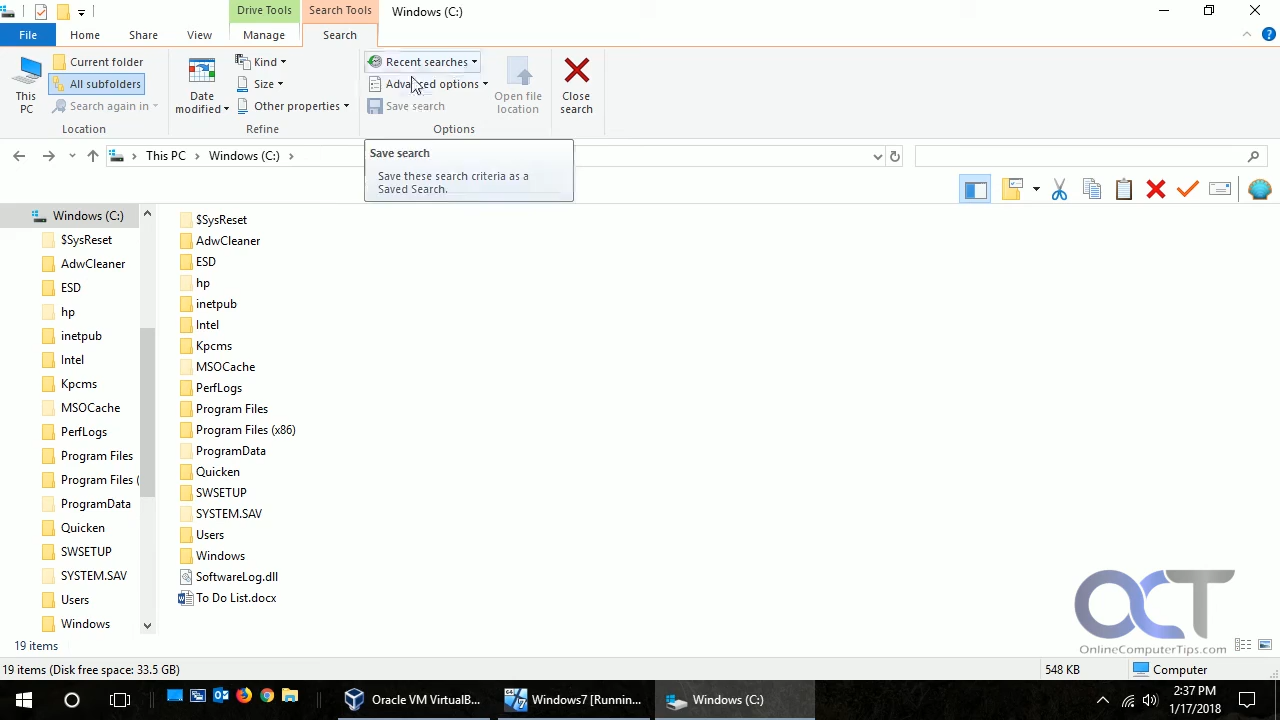 Drive Tools
Search Tools
Windows (C:)
File
Home
Share
View
Manage
Search
This PC
Current folder
All subfolders
Search again in
Location
Date modified
Kind
Size
Other properties
Refine
Recent searches
Advanced options
Save search
Options
Open file location
Close search
This PC
Windows (C:)
Save search
Save these search criteria as a
Saved Search.
Windows (C:)
$SysReset
AdwCleaner
ESD
hp
inetpub
Intel
Kpcms
MSOCache
PerfLogs
Program Files
Program Files (
ProgramData
Quicken
SWSETUP
SYSTEM.SAV
Users
Windows
$SysReset
AdwCleaner
ESD
hp
inetpub
Intel
Kpcms
MSOCache
PerfLogs
Program Files
Program Files (x86)
ProgramData
Quicken
SWSETUP
SYSTEM.SAV
Users
Windows
SoftwareLog.dll
To Do List.docx
OCT
OnlineComputerTips.com
19 items
19 items (Disk free space: 33.5 GB)
548 KB
Computer
Oracle VM VirtualB...
Windows7 [Runnin...
Windows (C:)
2:37 PM
1/17/2018